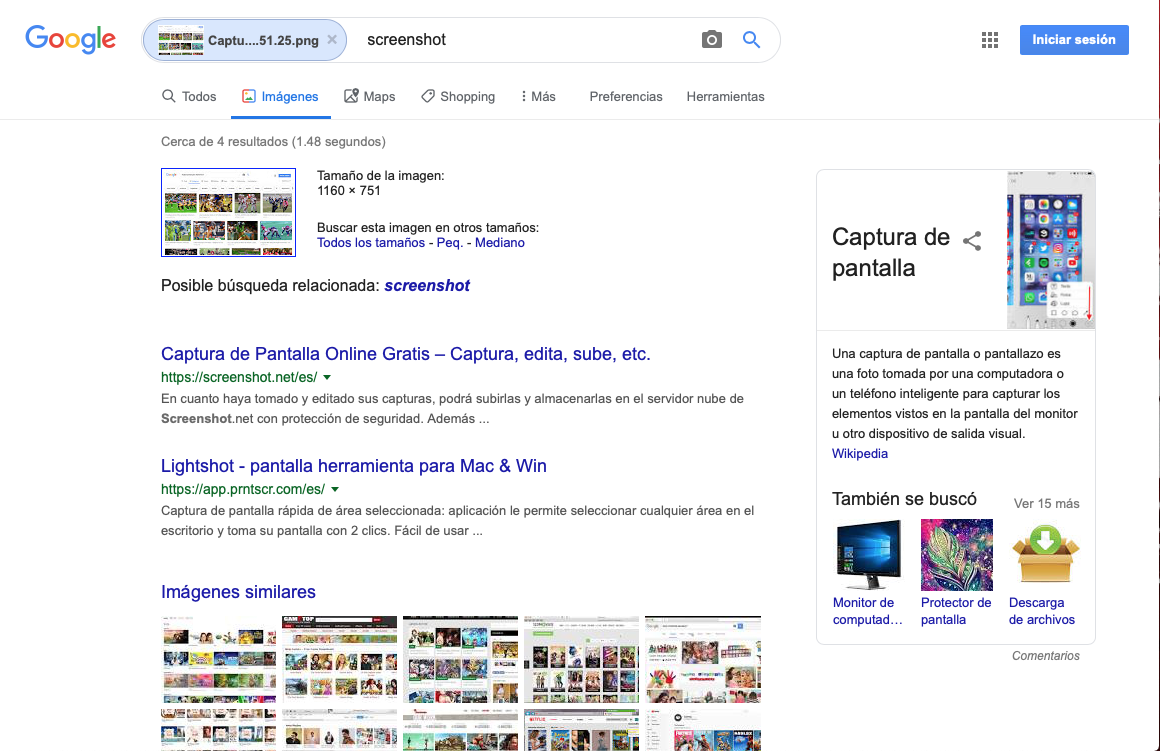 Google
Captu....51.25.png × screenshot
Iniciar sesión
Todos Imágenes Maps Shopping Más Preferencias Herramientas
Cerca de 4 resultados (1.48 segundos)
Tamaño de la imagen:
1160 × 751
Buscar esta imagen en otros tamaños:
Todos los tamaños - Peq. - Mediano
Posible búsqueda relacionada: screenshot
Captura de Pantalla Online Gratis – Captura, edita, sube, etc.
https://screenshot.net/es/
En cuanto haya tomado y editado sus capturas, podrá subirlas y almacenarlas en el servidor nube de
Screenshot.net con protección de seguridad. Además ...
Lightshot - pantalla herramienta para Mac & Win
https://app.prntscr.com/es/
Captura de pantalla rápida de área seleccionada: aplicación le permite seleccionar cualquier área en el
escritorio y toma su pantalla con 2 clics. Fácil de usar ...
Imágenes similares
Captura de
pantalla
Una captura de pantalla o pantallazo es
una foto tomada por una computadora o
un teléfono inteligente para capturar los
elementos vistos en la pantalla del monitor
u otro dispositivo de salida visual.
Wikipedia
También se buscó
Ver 15 más
Monitor de
computad…
Protector de
pantalla
Descarga
de archivos
Comentarios